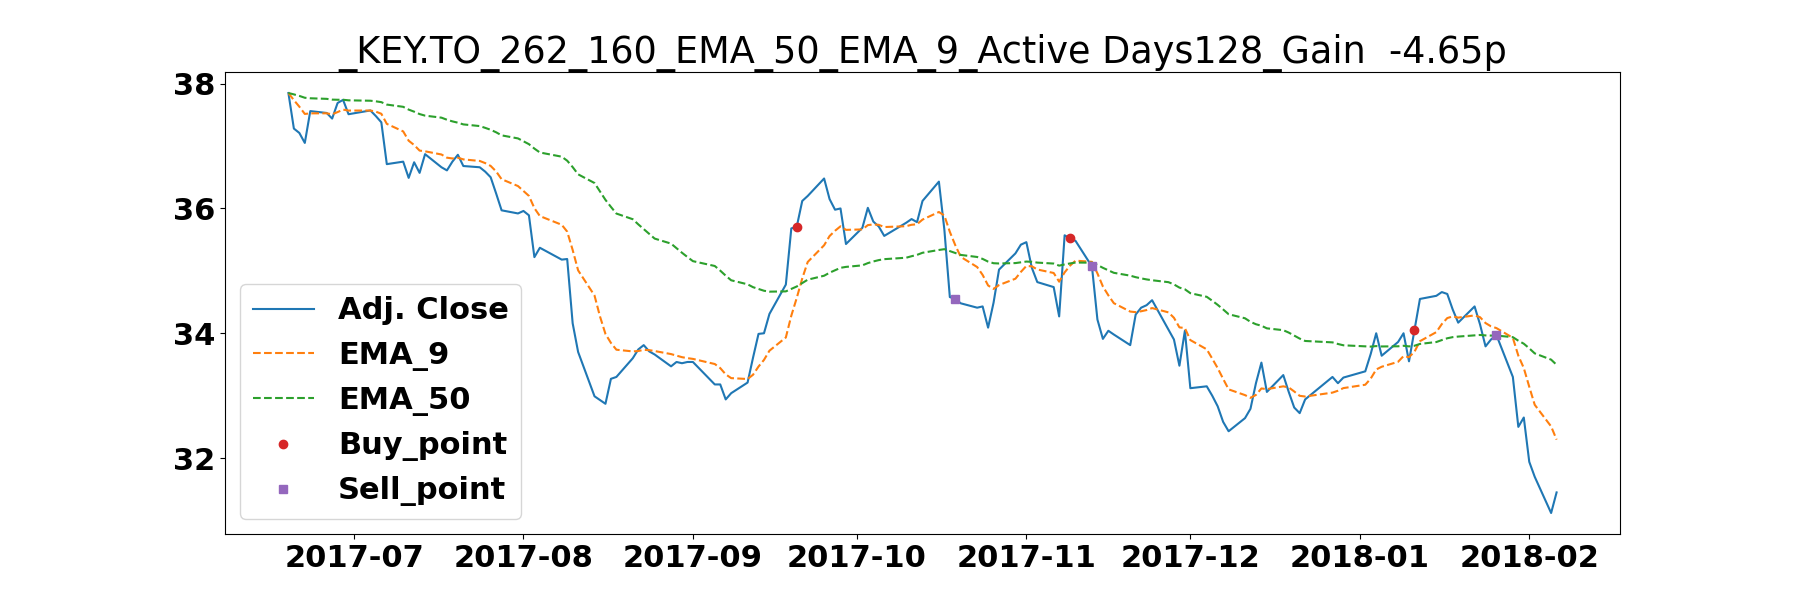 _KEY.TO_262_160_EMA_50_EMA_9_Active Days128_Gain  -4.65p
38
36
34
32
Adj. Close
EMA_9
EMA_50
Buy_point
Sell_point
2017-07 2017-08 2017-09 2017-10 2017-11 2017-12 2018-01 2018-02